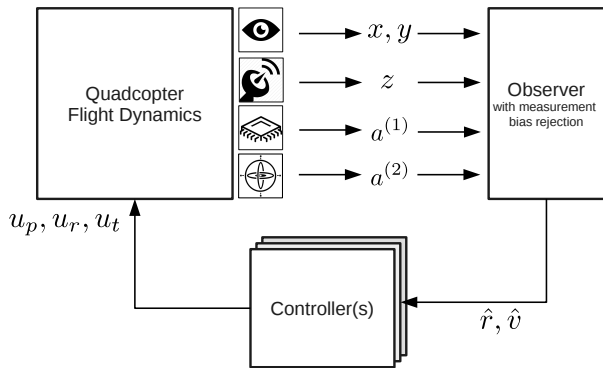 Quadcopter
Flight Dynamics
x, y
z
a^{(1)}
a^{(2)}
Observer
with measurement
bias rejection
u_p, u_r, u_t
Controller(s)
r̂, v̂